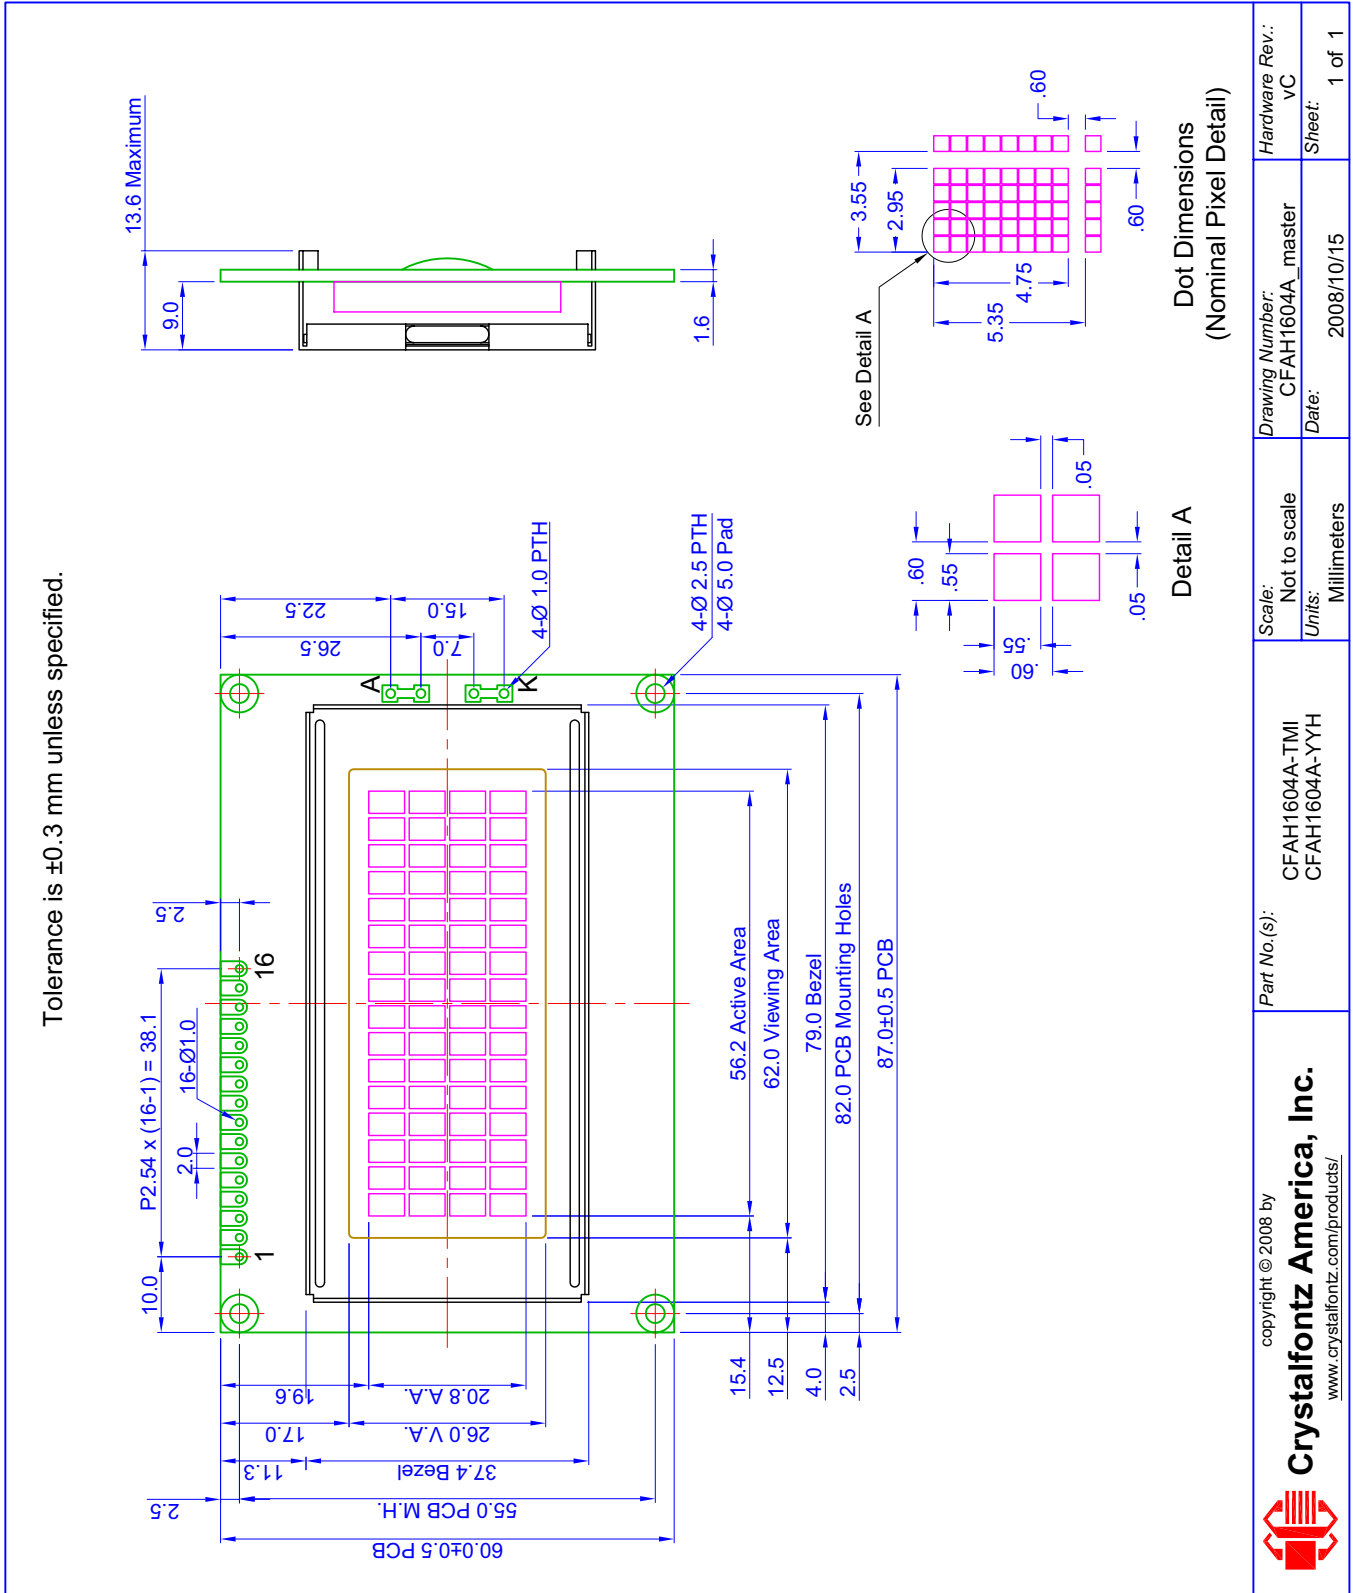 Tolerance is ±0.3 mm unless specified.
P2.54 x (16-1) = 38.1
10.0
2.0
16-Ø1.0
2.5
1
16
A
K
22.5
15.0
26.5
7.0
4-Ø 1.0 PTH
4-Ø 2.5 PTH
4-Ø 5.0 Pad
2.5
11.3
17.0
19.6
20.8 A.A.
26.0 V.A.
37.4 Bezel
55.0 PCB M.H.
60.0±0.5 PCB
15.4
56.2 Active Area
12.5
62.0 Viewing Area
4.0
79.0 Bezel
2.5
82.0 PCB Mounting Holes
87.0±0.5 PCB
13.6 Maximum
9.0
1.6
See Detail A
3.55
2.95
.60
5.35
4.75
.60
Dot Dimensions
(Nominal Pixel Detail)
.60
.55
.55
.60
.05
.05
Detail A
copyright © 2008 by
Crystalfontz America, Inc.
www.crystalfontz.com/products/
Part No.(s):
CFAH1604A-TMI
CFAH1604A-YYH
Scale:
Not to scale
Units:
Millimeters
Drawing Number:
CFAH1604A_master
Date:
2008/10/15
Hardware Rev.:
vC
Sheet:
1 of 1